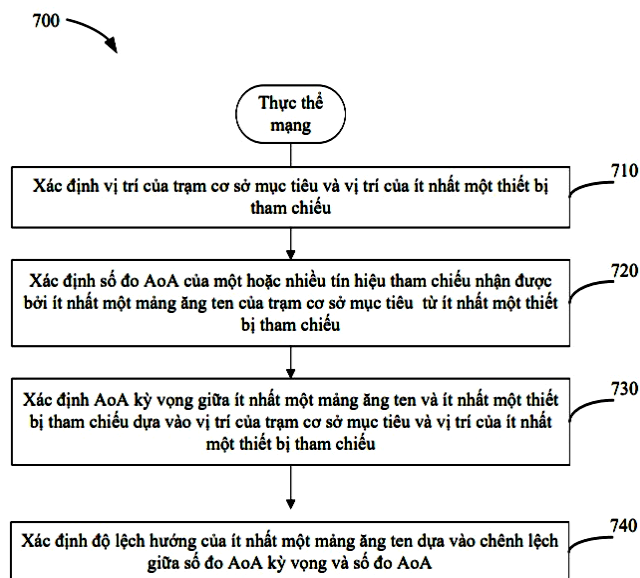 700
Thực thể
mạng
710
Xác định vị trí của trạm cơ sở mục tiêu và vị trí của ít nhất một thiết bị
tham chiếu
720
Xác định số đo AoA của một hoặc nhiều tín hiệu tham chiếu nhận được
bởi ít nhất một mảng ăng ten của trạm cơ sở mục tiêu từ ít nhất một thiết
bị tham chiếu
730
Xác định AoA kỳ vọng giữa ít nhất một mảng ăng ten và ít nhất một thiết
bị tham chiếu dựa vào vị trí của trạm cơ sở mục tiêu và vị trí của ít nhất
một thiết bị tham chiếu
740
Xác định độ lệch hướng của ít nhất một mảng ăng ten dựa vào chênh lệch
giữa số đo AoA kỳ vọng và số đo AoA